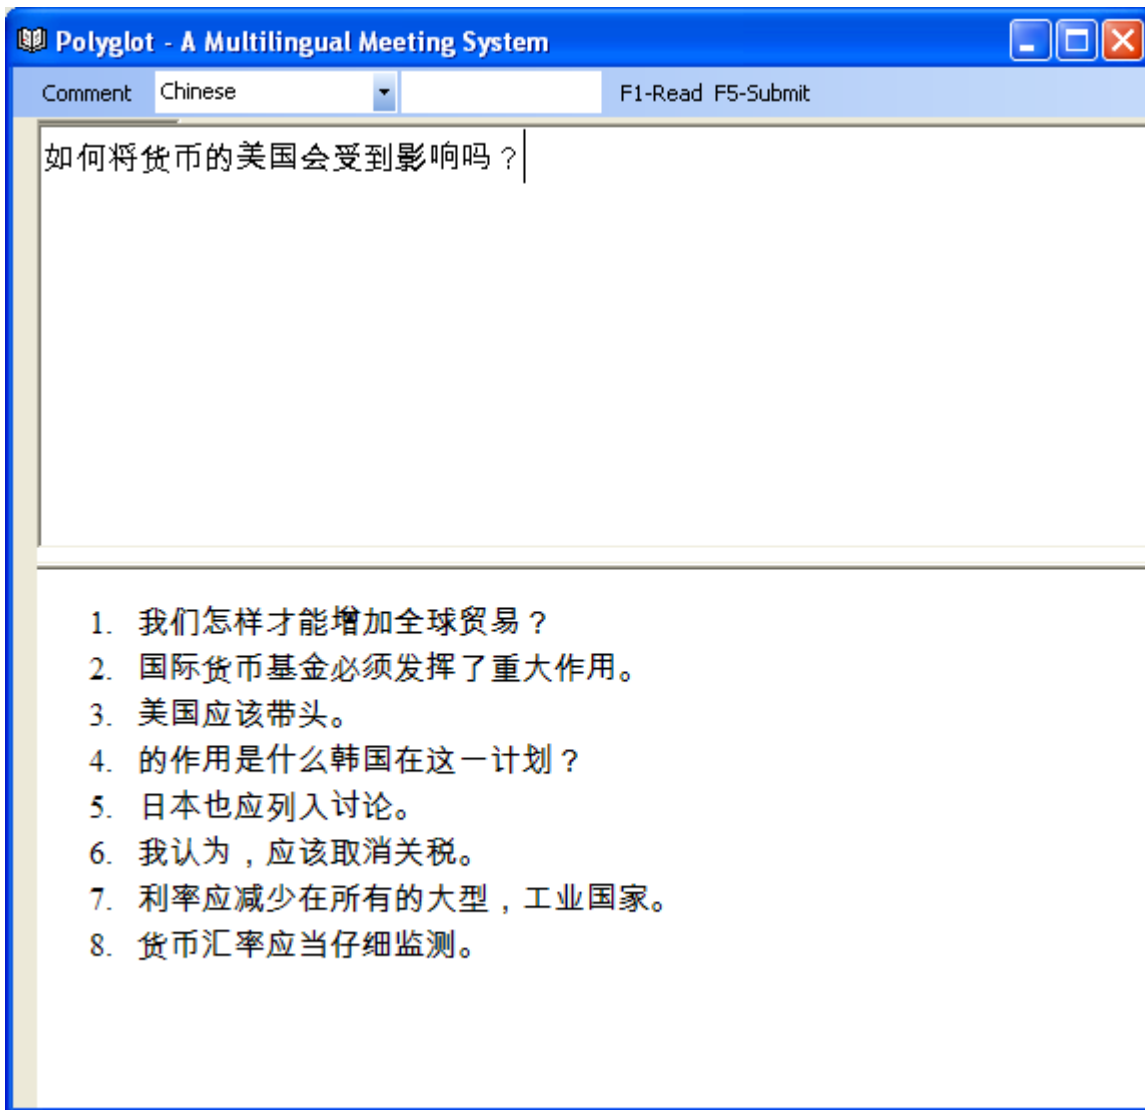 Polyglot - A Multilingual Meeting System
Comment Chinese F1-Read F5-Submit
如何将货币的美国会受到影响吗？
1. 我们怎样才能增加全球贸易？
2. 国际货币基金必须发挥了重大作用。
3. 美国应该带头。
4. 的作用是什么韩国在这一计划？
5. 日本也应列入讨论。
6. 我认为，应该取消关税。
7. 利率应减少在所有的大型，工业国家。
8. 货币汇率应当仔细监测。